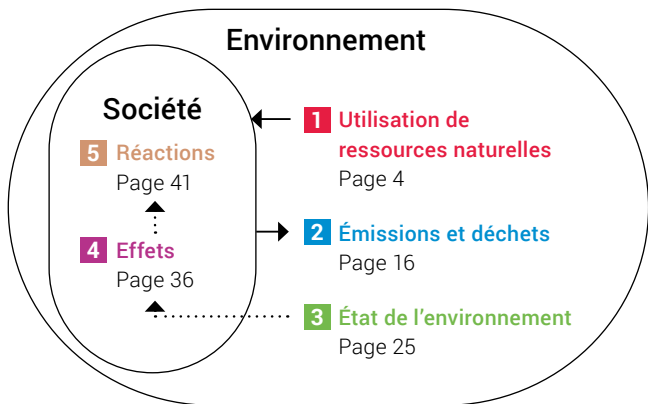 Environnement
Société
1 Utilisation de
ressources naturelles
Page 4
2 Émissions et déchets
Page 16
3 État de l’environnement
Page 25
4 Effets
Page 36
5 Réactions
Page 41